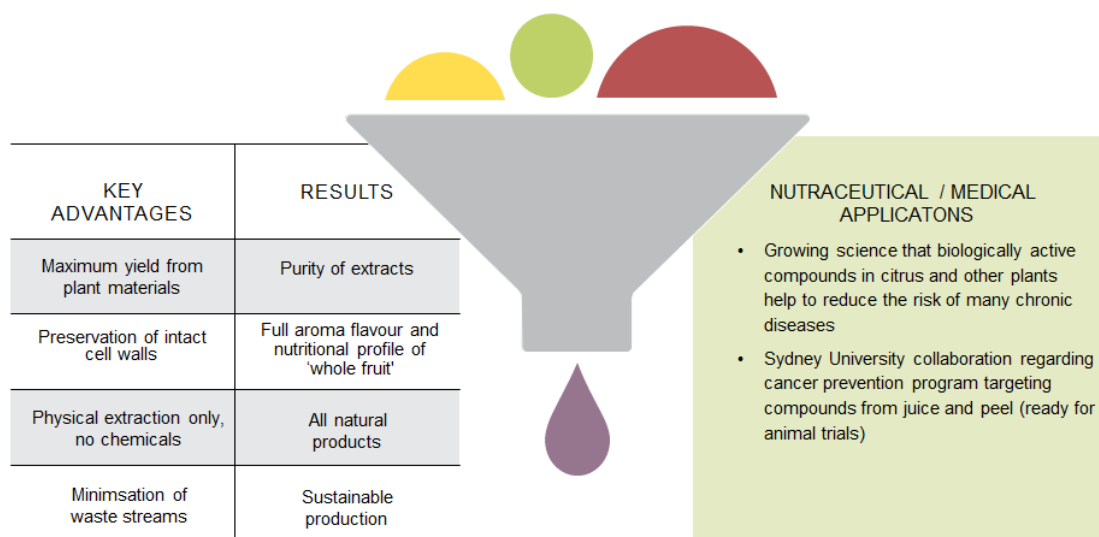 KEY
ADVANTAGES
RESULTS
Maximum yield from
plant materials
Purity of extracts
Preservation of intact
cell walls
Full aroma flavour and
nutritional profile of
‘whole fruit'
Physical extraction only,
no chemicals
All natural
products
Minimsation of
waste streams
Sustainable
production
NUTRACEUTICAL / MEDICAL
APPLICATONS
• Growing science that biologically active
compounds in citrus and other plants
help to reduce the risk of many chronic
diseases
• Sydney University collaboration regarding
cancer prevention program targeting
compounds from juice and peel (ready for
animal trials)